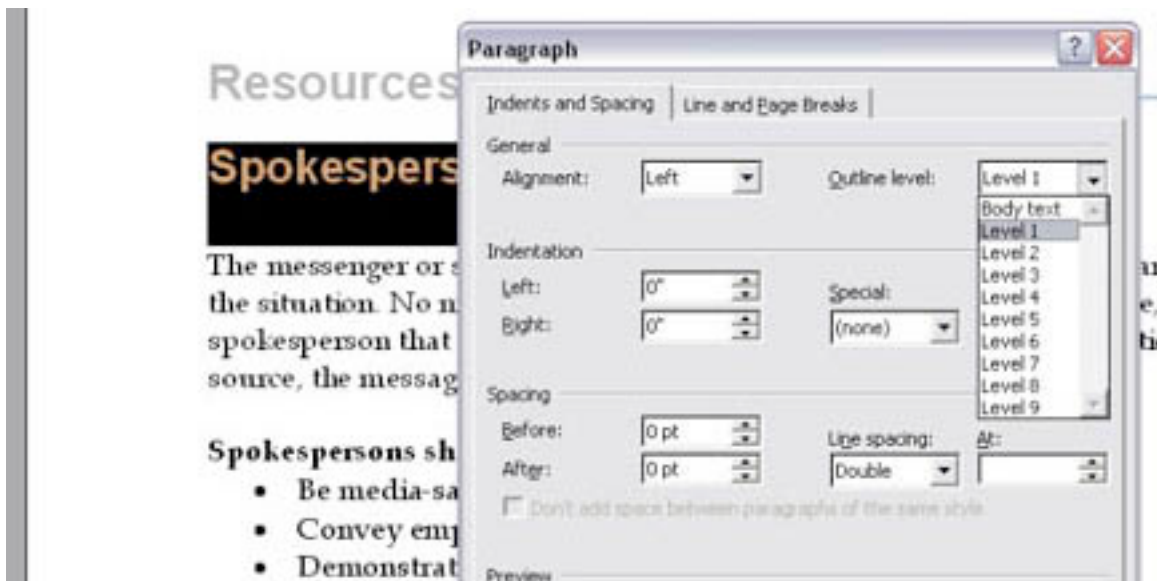 Resources
Spokespers
The messenger or s
the situation. No n
spokesperson that
source, the messag
Spokespersons sh
• Be media-sa
• Convey emp
• Demonstrat
Paragraph
?
Indents and Spacing
Line and Page Breaks
General
Alignment: Left
Outline level: Level 1
Body text
Level 1
Level 2
Level 3
Level 4
Level 5
Level 6
Level 7
Level 8
Level 9
Indentation
Left: 0"
Right: 0"
Special:
(none)
Spacing
Before: 0 pt
After: 0 pt
Line spacing:
Double
At:
Don't add space between paragraphs of the same style
Preview